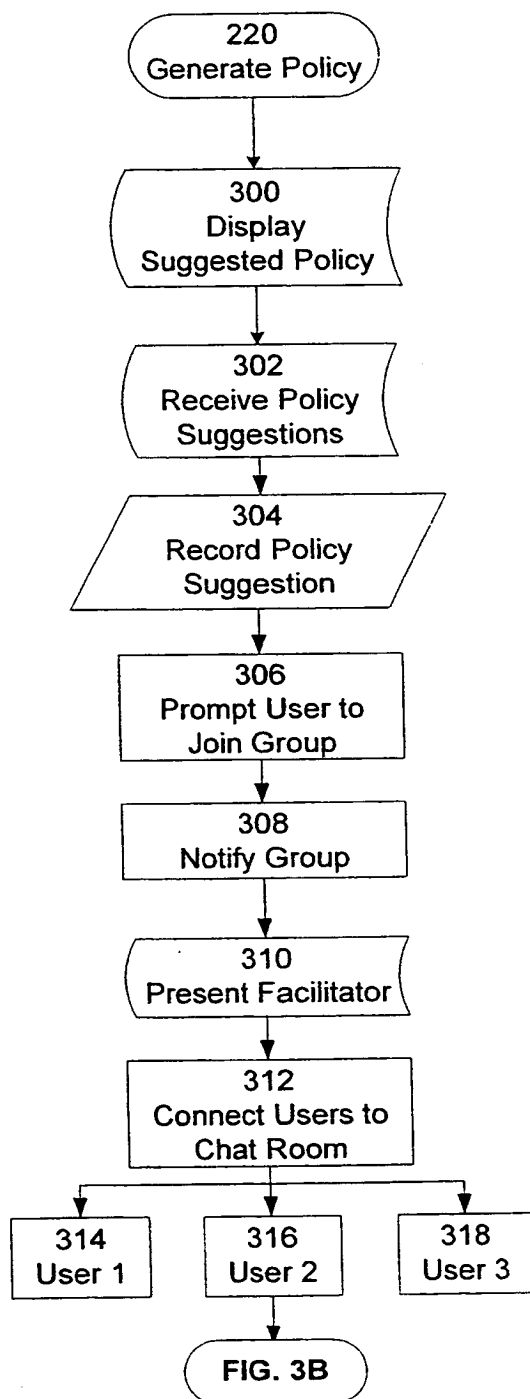 220
Generate Policy
300
Display
Suggested Policy
302
Receive Policy
Suggestions
304
Record Policy
Suggestion
306
Prompt User to
Join Group
308
Notify Group
310
Present Facilitator
312
Connect Users to
Chat Room
314
User 1
316
User 2
318
User 3
FIG. 3B